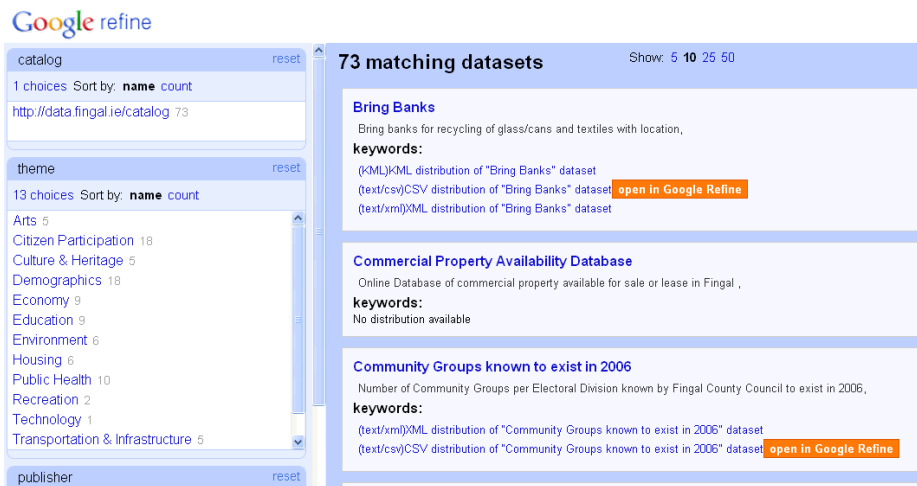 Google refine
catalog reset
1 choices Sort by: name count
http://data.fingal.ie/catalog 73
theme reset
13 choices Sort by: name count
Arts 5
Citizen Participation 18
Culture & Heritage 5
Demographics 18
Economy 9
Education 9
Environment 6
Housing 6
Public Health 10
Recreation 2
Technology 1
Transportation & Infrastructure 5
publisher reset
73 matching datasets Show: 5 10 25 50
Bring Banks
Bring banks for recycling of glass/cans and textiles with location,
keywords:
(KML)KML distribution of "Bring Banks" dataset
(text/csv)CSV distribution of "Bring Banks" dataset open in Google Refine
(text/xml)XML distribution of "Bring Banks" dataset
Commercial Property Availability Database
Online Database of commercial property available for sale or lease in Fingal ,
keywords:
No distribution available
Community Groups known to exist in 2006
Number of Community Groups per Electoral Division known by Fingal County Council to exist in 2006,
keywords:
(text/xml)XML distribution of "Community Groups known to exist in 2006" dataset
(text/csv)CSV distribution of "Community Groups known to exist in 2006" dataset open in Google Refine